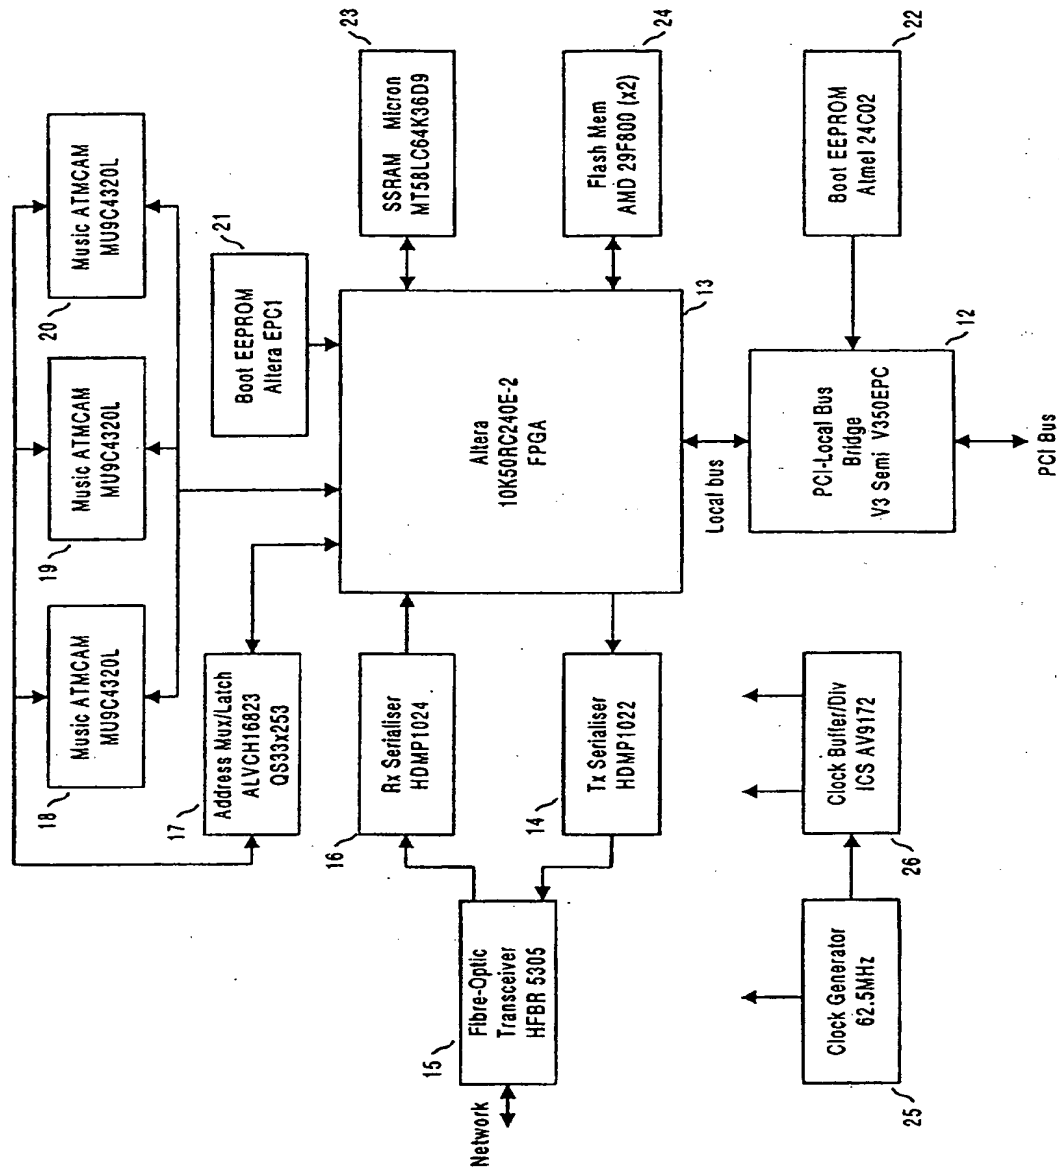 Music ATMCAM
MU9C4320L
18
Music ATMCAM
MU9C4320L
19
Music ATMCAM
MU9C4320L
20
Address Mux/Latch
ALVCH16823
QS33x253
17
Boot EEPROM
Altera EPC1
21
Network
Fibre-Optic
Transceiver
HFBR 5305
15
Rx Serialiser
HDMP1024
16
Tx Serialiser
HDMP1022
14
Altera
10K50RC240E-2
FPGA
13
SSRAM Micron
MT58LC64K36D9
23
Flash Mem
AMD 29F800 (x2)
24
Local bus
Clock Generator
62.5MHz
25
Clock Buffer/Div
ICS AV9172
26
PCI-Local Bus
Bridge
V3 Semi V350EPC
12
Boot EEPROM
Atmel 24C02
22
PCI Bus